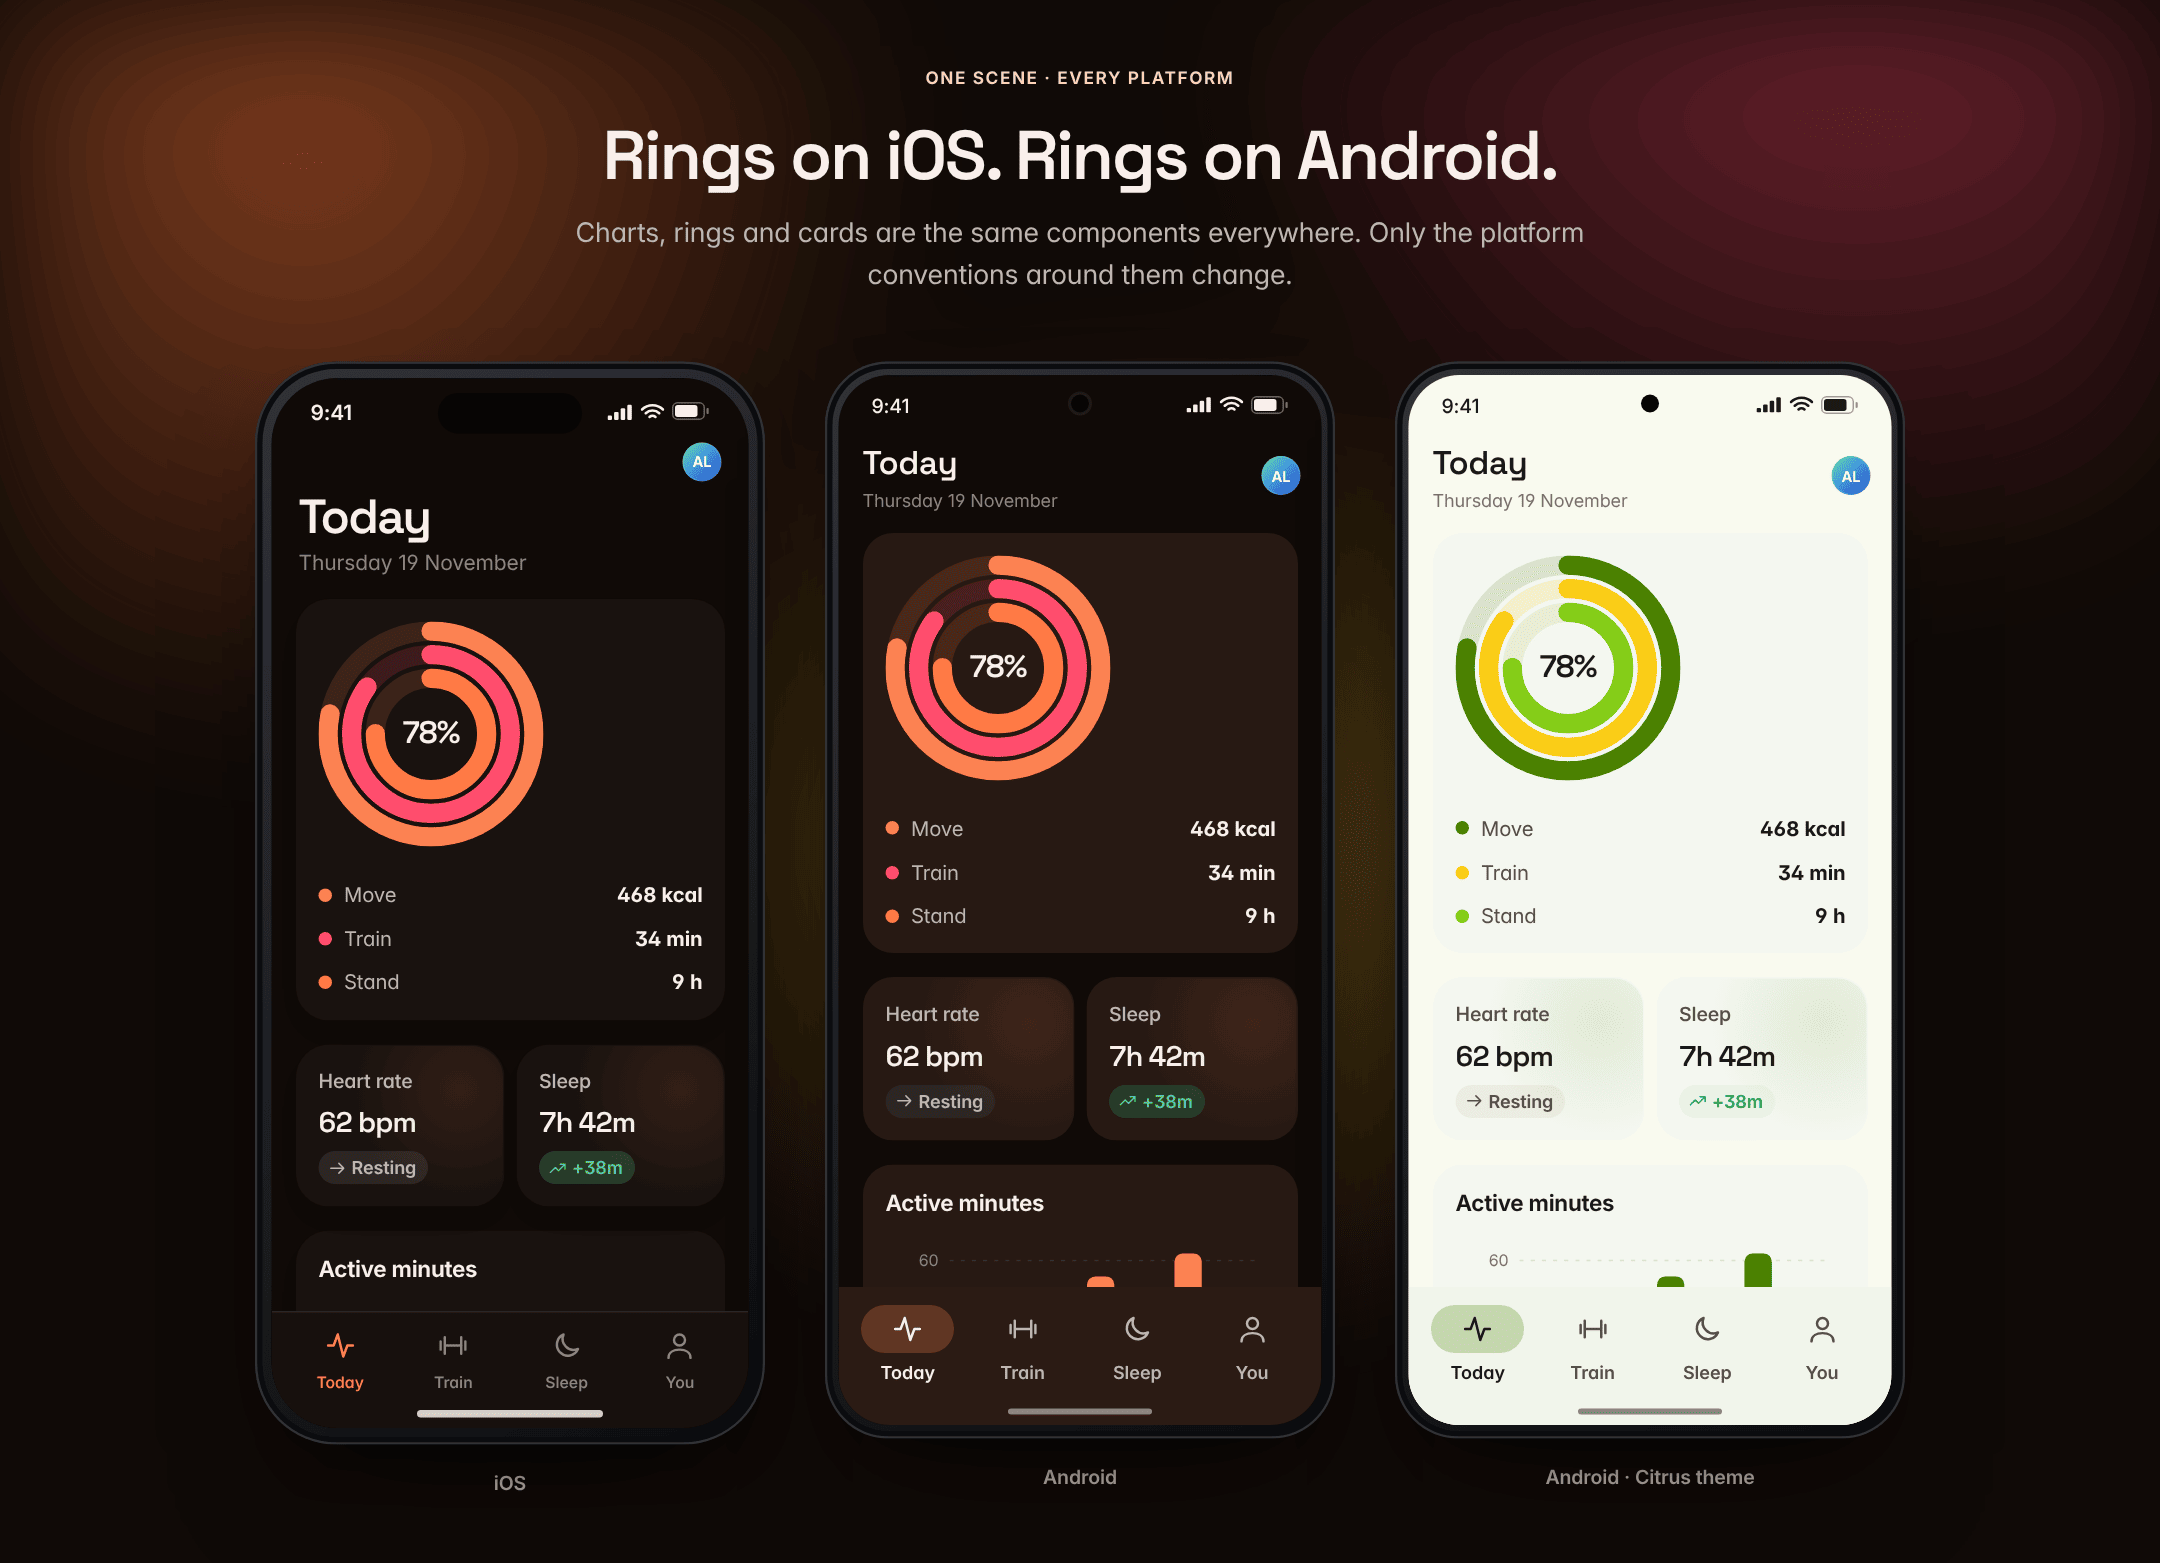 ONE SCENE · EVERY PLATFORM
Rings on iOS. Rings on Android.
Charts, rings and cards are the same components everywhere. Only the platform
conventions around them change.
9:41
AL
Today
Thursday 19 November
78%
Move 468 kcal
Train 34 min
Stand 9 h
Heart rate
62 bpm
→ Resting
Sleep
7h 42m
+38m
Active minutes
Today Train Sleep You
iOS
9:41
Today
AL
Thursday 19 November
78%
Move 468 kcal
Train 34 min
Stand 9 h
Heart rate
62 bpm
→ Resting
Sleep
7h 42m
+38m
Active minutes
60
Today Train Sleep You
Android
9:41
Today
AL
Thursday 19 November
78%
Move 468 kcal
Train 34 min
Stand 9 h
Heart rate
62 bpm
→ Resting
Sleep
7h 42m
+38m
Active minutes
60
Today Train Sleep You
Android · Citrus theme